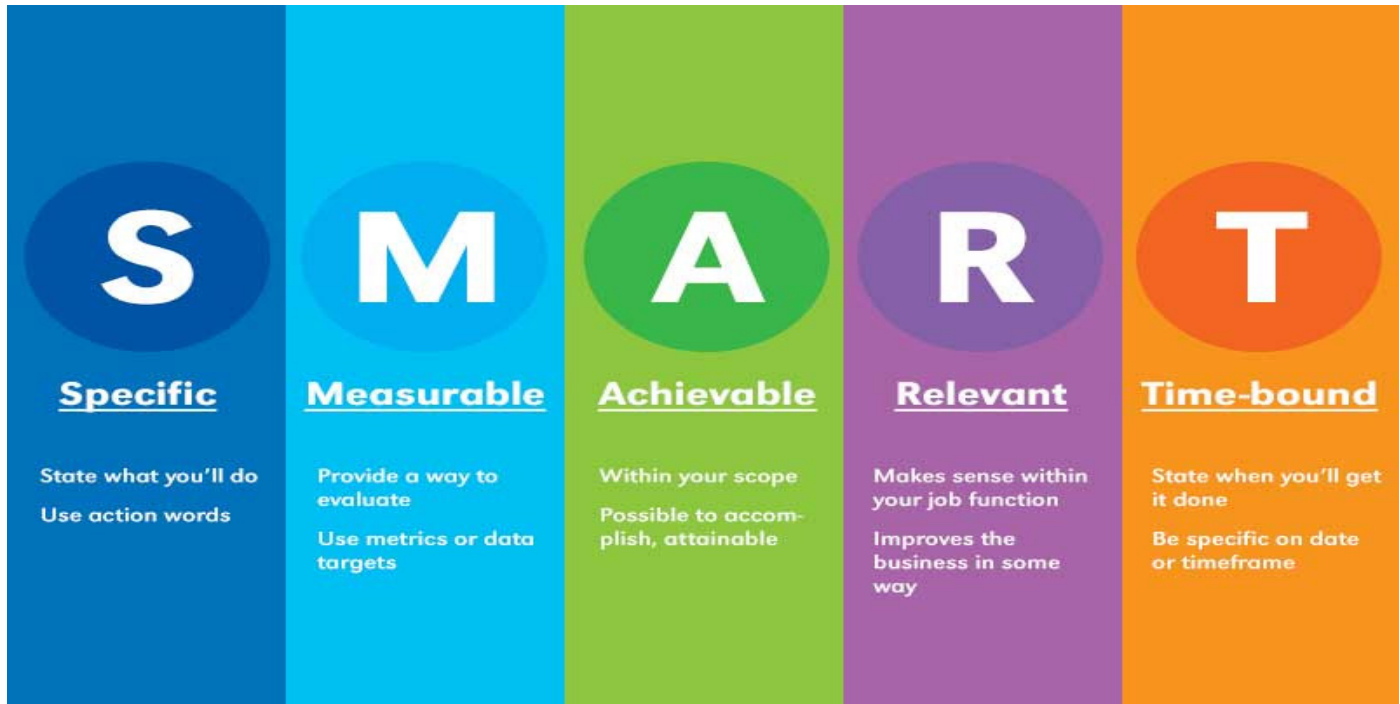 S
Specific
State what you'll do
Use action words
M
Measurable
Provide a way to
evaluate
Use metrics or data
targets
A
Achievable
Within your scope
Possible to accom-
plish, attainable
R
Relevant
Makes sense within
your job function
Improves the
business in some
way
T
Time-bound
State when you'll get
it done
Be specific on date
or timeframe